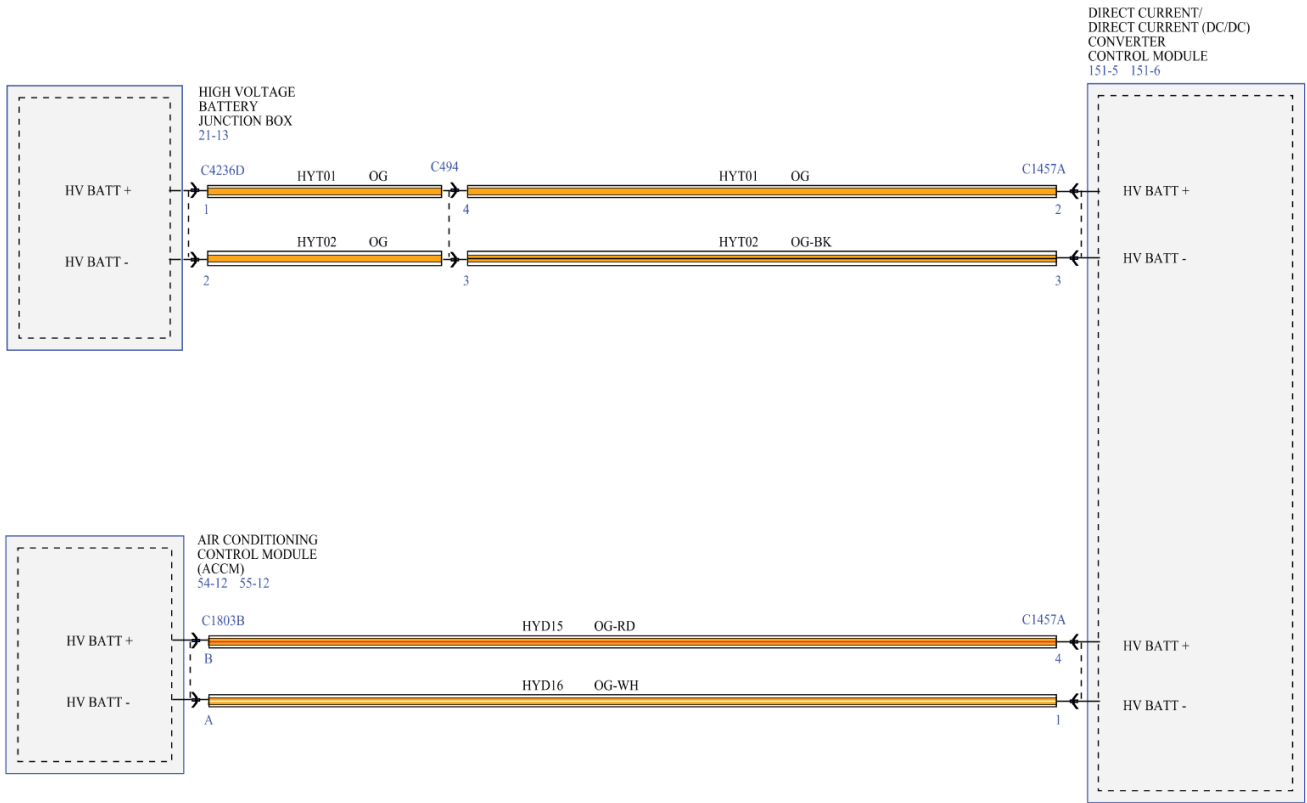 DIRECT CURRENT/
DIRECT CURRENT (DC/DC)
CONVERTER
CONTROL MODULE
151-5 151-6
HIGH VOLTAGE
BATTERY
JUNCTION BOX
21-13
C4236D HYT01 OG C494 HYT01 OG C1457A
HV BATT + HV BATT +
1 4 2
HYT02 OG HYT02 OG-BK
HV BATT - HV BATT -
2 3 3
AIR CONDITIONING
CONTROL MODULE
(ACCM)
54-12 55-12
C1803B HYD15 OG-RD C1457A
HV BATT + HV BATT +
B 4
HYD16 OG-WH
HV BATT - HV BATT -
A 1